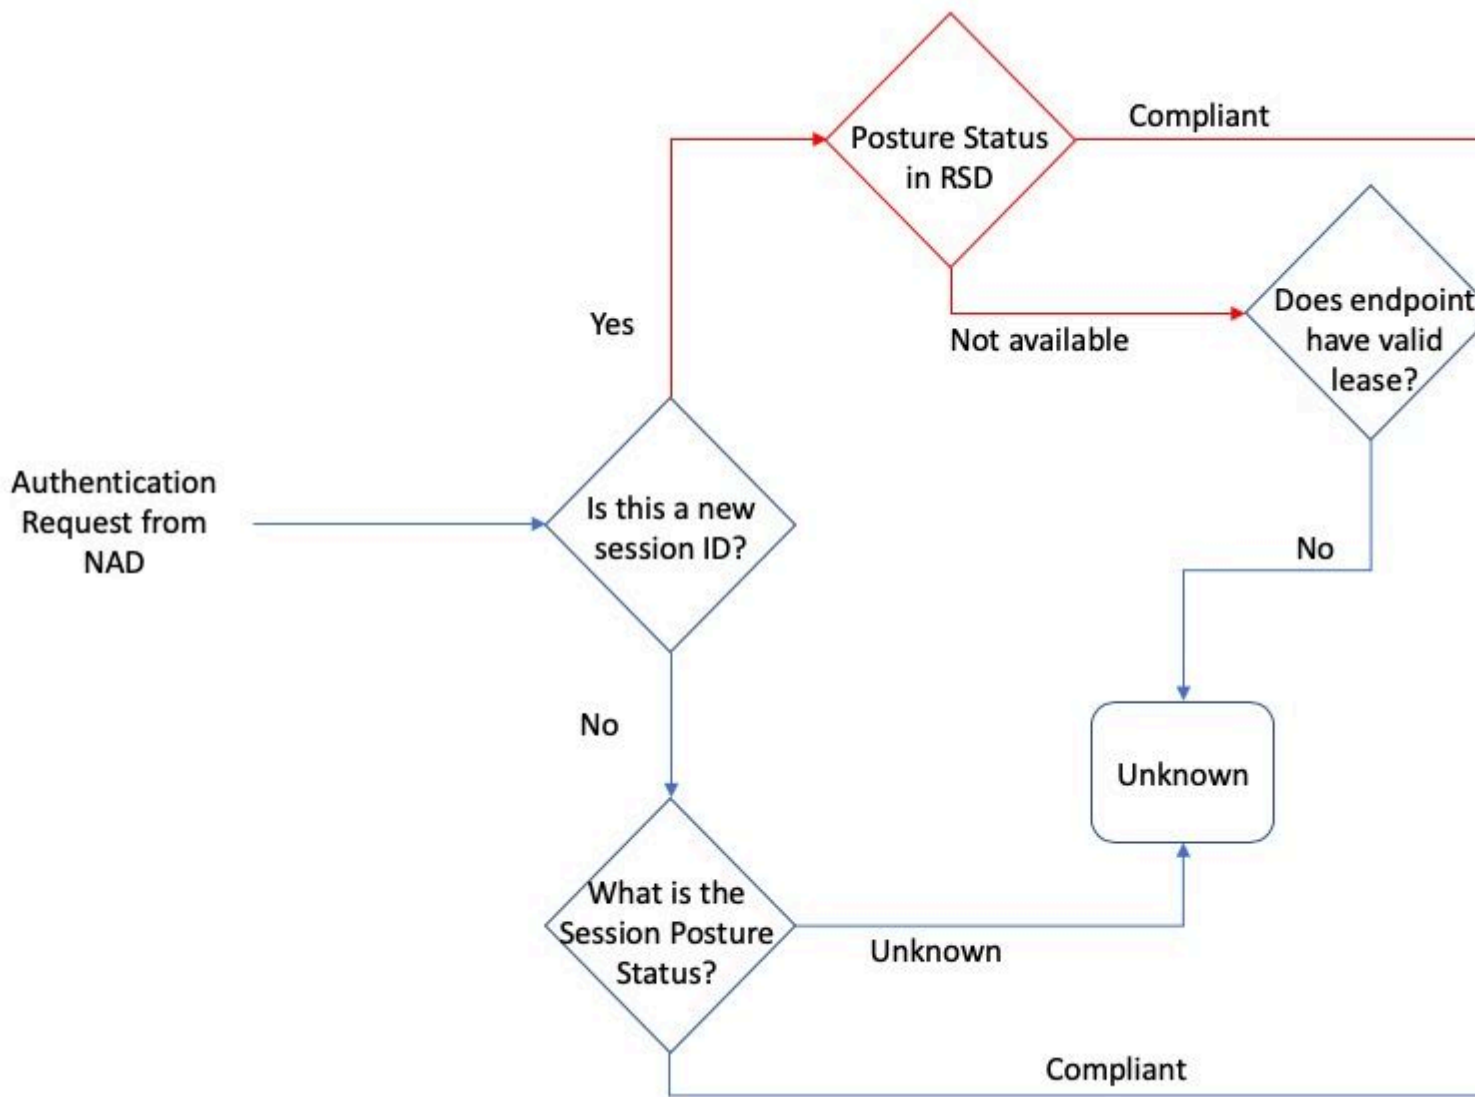 Compliant
Posture Status
in RSD
Does endpoint
have valid
lease?
Yes
Not available
Authentication
Request from
NAD
Is this a new
session ID?
No
No
Unknown
What is the
Session Posture
Status?
Unknown
Compliant